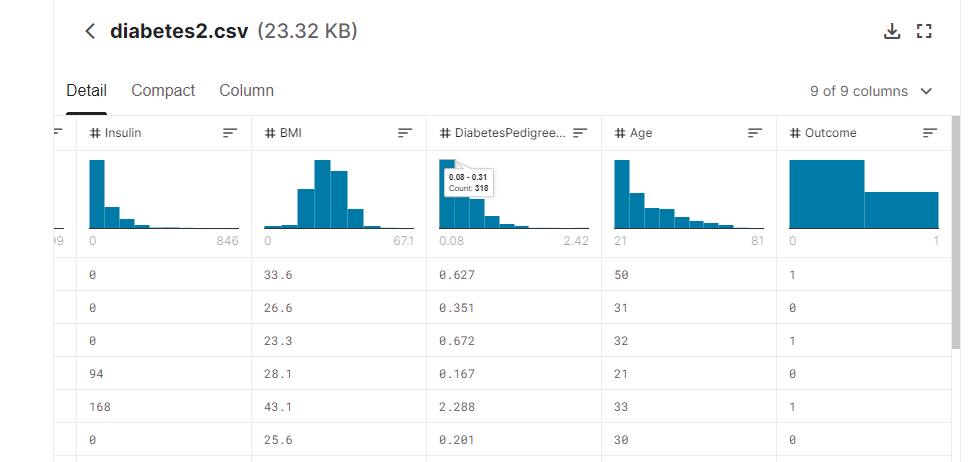 diabetes2.csv (23.32 KB)
Detail Compact Column 9 of 9 columns
# Insulin # BMI # DiabetesPedigree... # Age # Outcome
0.08 - 0.31
Count: 318
99 0 846 0 67.1 0.08 2.42 21 81 0 1
0 33.6 0.627 50 1
0 26.6 0.351 31 0
0 23.3 0.672 32 1
94 28.1 0.167 21 0
168 43.1 2.288 33 1
0 25.6 0.201 30 0